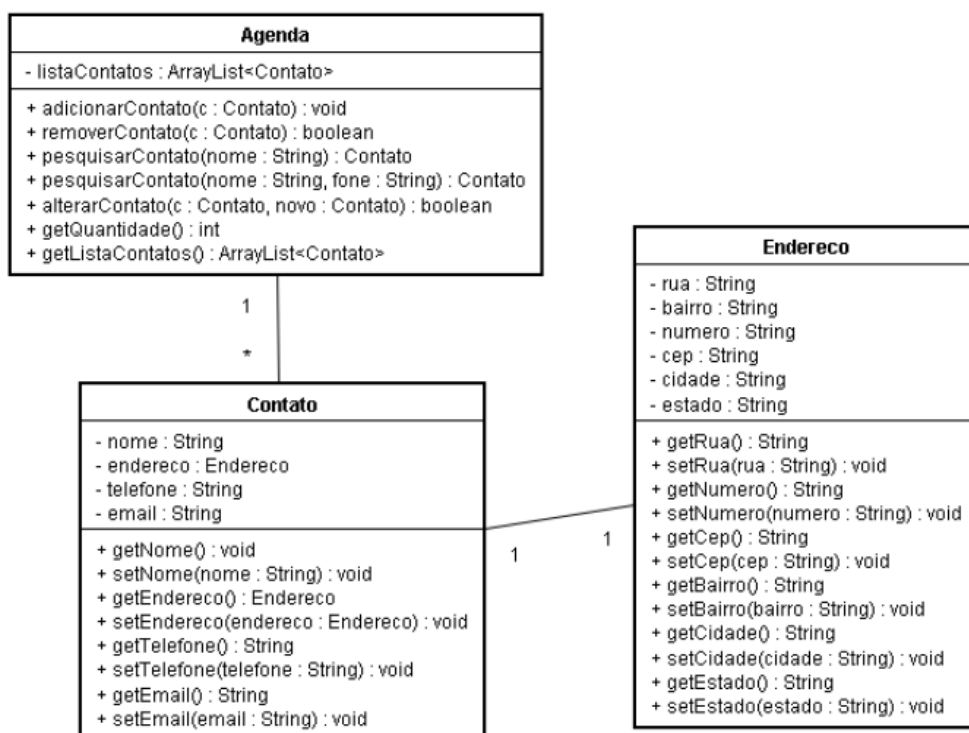 Agenda
- listaContatos : ArrayList<Contato>
+ adicionarContato(c : Contato) : void
+ removerContato(c : Contato) : boolean
+ pesquisarContato(nome : String) : Contato
+ pesquisarContato(nome : String, fone : String) : Contato
+ alterarContato(c : Contato, novo : Contato) : boolean
+ getQuantidade() : int
+ getListaContatos() : ArrayList<Contato>
1
*
Contato
- nome : String
- endereco : Endereco
- telefone : String
- email : String
+ getNome() : void
+ setNome(nome : String) : void
+ getEndereco() : Endereco
+ setEndereco(endereco : Endereco) : void
+ getTelefone() : String
+ setTelefone(telefone : String) : void
+ getEmail() : String
+ setEmail(email : String) : void
1
1
Endereco
- rua : String
- bairro : String
- numero : String
- cep : String
- cidade : String
- estado : String
+ getRua() : String
+ setRua(rua : String) : void
+ getNumero() : String
+ setNumero(numero : String) : void
+ getCep() : String
+ setCep(cep : String) : void
+ getBairro() : String
+ setBairro(bairro : String) : void
+ getCidade() : String
+ setCidade(cidade : String) : void
+ getEstado() : String
+ setEstado(estado : String) : void